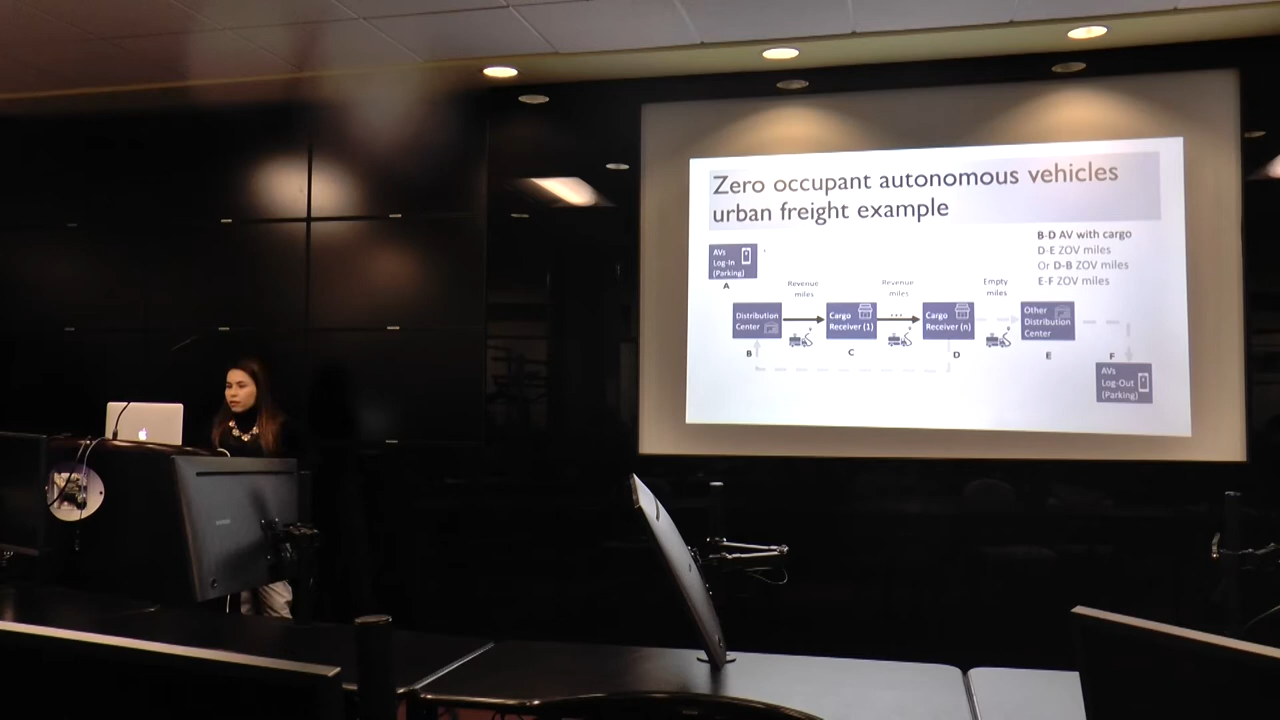 Zero occupant autonomous vehicles
urban freight example
B-D AV with cargo
D-E ZOV miles
Or D-B ZOV miles
E-F ZOV miles
AVs
Log-In
(Parking)
A
Revenue
miles
Revenue
miles
Empty
miles
Distribution
Center
Cargo
Receiver (1)
...
Cargo
Receiver (n)
Other
Distribution
Center
B
C
D
E
F
AVs
Log-Out
(Parking)